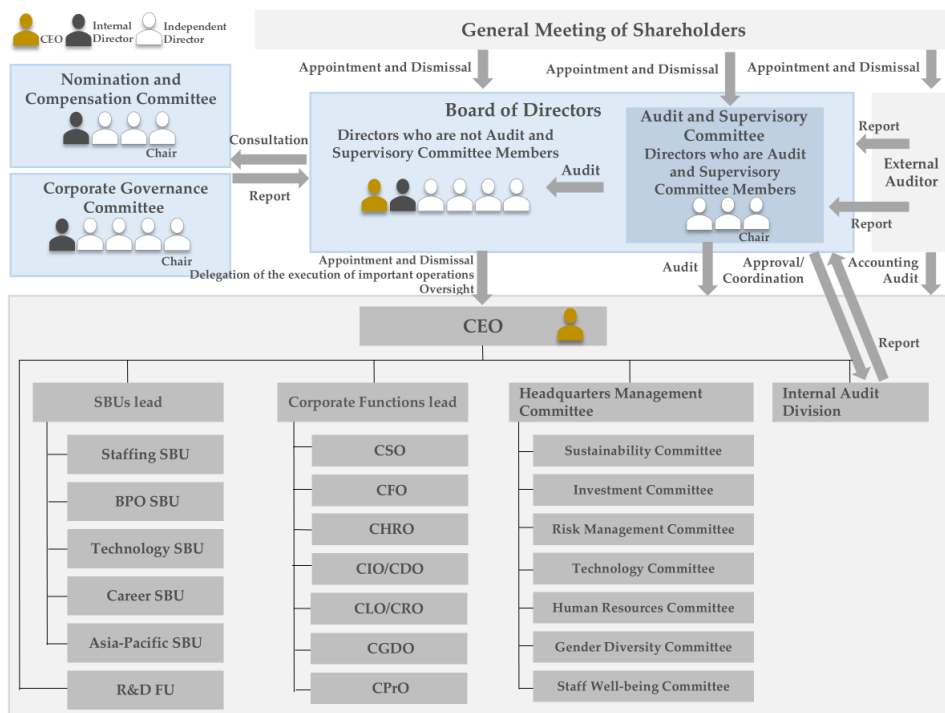 CEO
Internal
Director
Independent
Director
General Meeting of Shareholders
Appointment and Dismissal
Appointment and Dismissal
Appointment and Dismissal
Nomination and
Compensation Committee
Chair
Corporate Governance
Committee
Chair
Consultation
Report
Board of Directors
Directors who are not Audit and
Supervisory Committee Members
Audit
Audit and Supervisory
Committee
Directors who are Audit
and Supervisory
Committee Members
Chair
Report
External
Auditor
Report
Appointment and Dismissal
Delegation of the execution of important operations
Oversight
Audit
Approval/
Coordination
Accounting
Audit
Report
CEO
SBUs lead
Staffing SBU
BPO SBU
Technology SBU
Career SBU
Asia-Pacific SBU
R&D FU
Corporate Functions lead
CSO
CFO
CHRO
CIO/CDO
CLO/CRO
CGDO
CPrO
Headquarters Management
Committee
Sustainability Committee
Investment Committee
Risk Management Committee
Technology Committee
Human Resources Committee
Gender Diversity Committee
Staff Well-being Committee
Internal Audit
Division